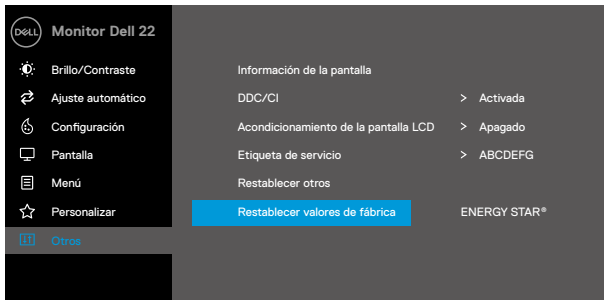 DELL Monitor Dell 22
Brillo/Contraste Información de la pantalla
Ajuste automático DDC/CI > Activada
Configuración Acondicionamiento de la pantalla LCD > Apagado
Pantalla Etiqueta de servicio > ABCDEFG
Menú Restablecer otros
Personalizar Restablecer valores de fábrica ENERGY STAR®
Otros